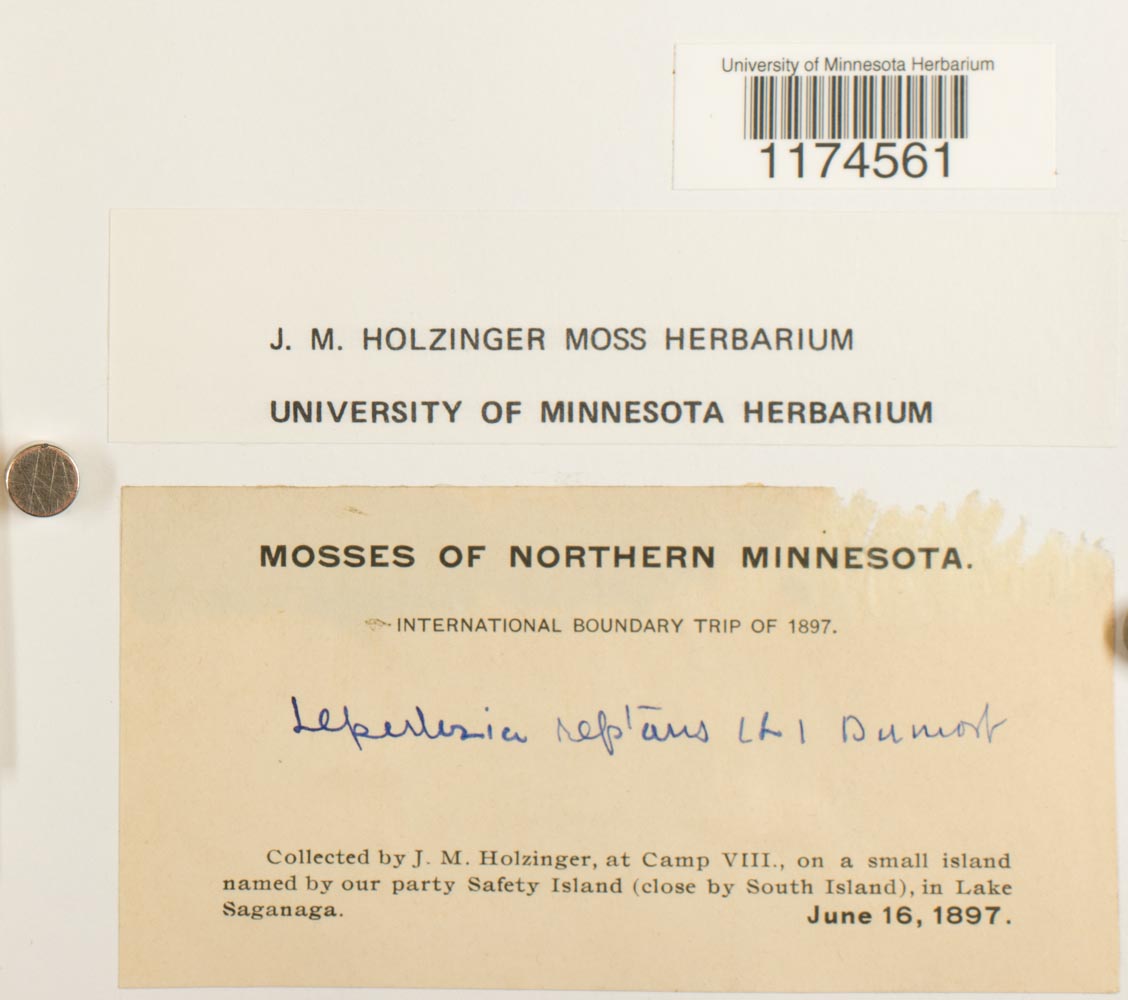 University of Minnesota Herbarium
1174561
J. M. HOLZINGER MOSS HERBARIUM
UNIVERSITY OF MINNESOTA HERBARIUM
MOSSES OF NORTHERN MINNESOTA.
INTERNATIONAL BOUNDARY TRIP OF 1897.
Lepidozia reptans (L) Dumort
Collected by J. M. Holzinger, at Camp VIII., on a small island
named by our party Safety Island (close by South Island), in Lake
Saganaga.
June 16, 1897.